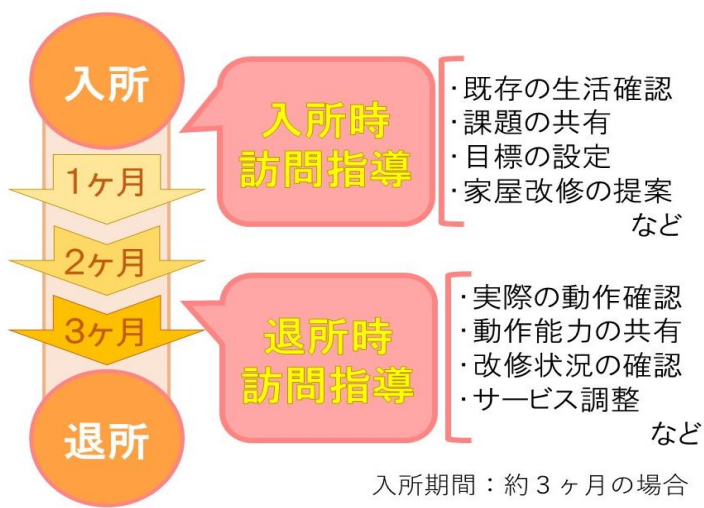 入所
1ヶ月
2ヶ月
3ヶ月
退所
入所時
訪問指導
・既存の生活確認
・課題の共有
・目標の設定
・家屋改修の提案
など
退所時
訪問指導
・実際の動作確認
・動作能力の共有
・改修状況の確認
・サービス調整
など
入所期間：約３ヶ月の場合